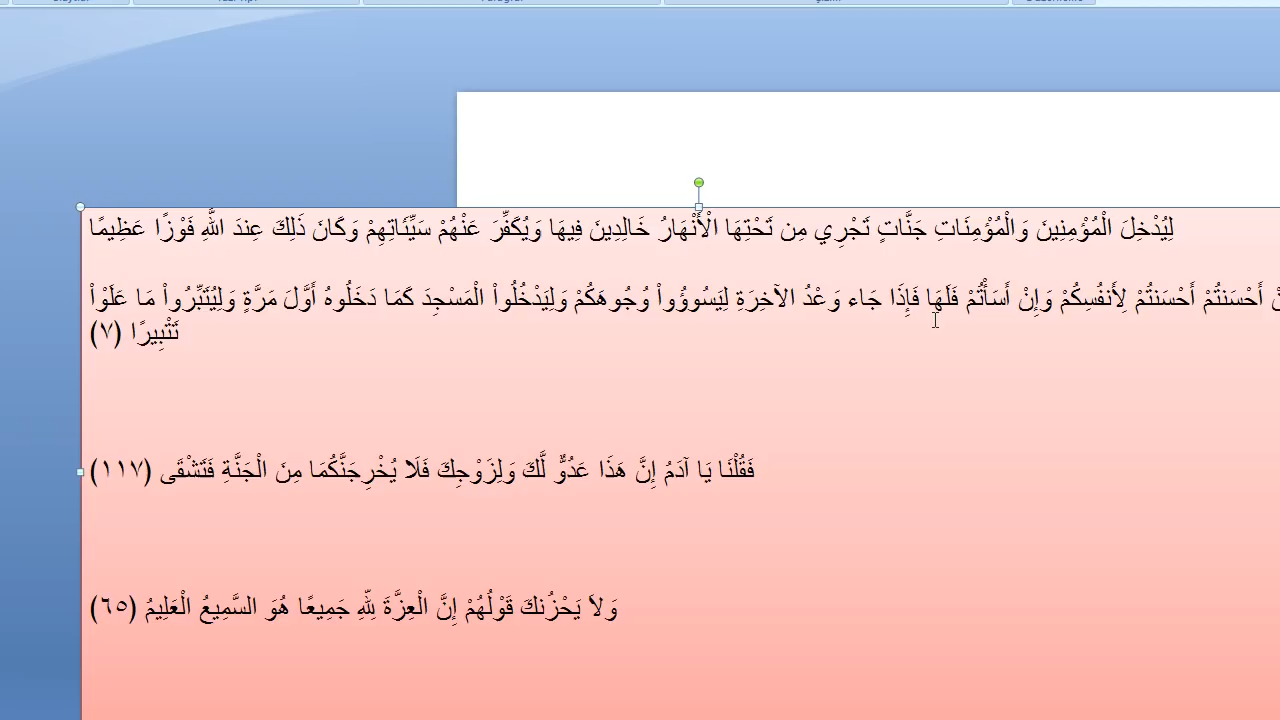 لِيُدْخِلَ الْمُؤْمِنِينَ وَالْمُؤْمِنَاتِ جَنَّاتٍ تَجْرِي مِن تَحْتِهَا الْأَنْهَارُ خَالِدِينَ فِيهَا وَيُكَفِّرَ عَنْهُمْ سَيِّئَاتِهِمْ وَكَانَ ذَلِكَ عِندَ اللَّهِ فَوْزًا عَظِيمًا
أَحْسَنتُمْ أَحْسَنتُمْ لِأَنفُسِكُمْ وَإِنْ أَسَأْتُمْ فَلَهَا فَإِذَا جَاء وَعْدُ الآخِرَةِ لِيَسُوؤُواْ وُجُوهَكُمْ وَلِيَدْخُلُواْ الْمَسْجِدَ كَمَا دَخَلُوهُ أَوَّلَ مَرَّةٍ وَلِيُتَبِّرُواْ مَا عَلَوْاْ
تَتْبِيرًا (٧)
فَقُلْنَا يَا آدَمُ إِنَّ هَذَا عَدُوٌّ لَّكَ وَلِزَوْجِكَ فَلَا يُخْرِجَنَّكُمَا مِنَ الْجَنَّةِ فَتَشْقَى (١١٧)
وَلاَ يَحْزُنكَ قَوْلُهُمْ إِنَّ الْعِزَّةَ لِلّهِ جَمِيعًا هُوَ السَّمِيعُ الْعَلِيمُ (٦٥)